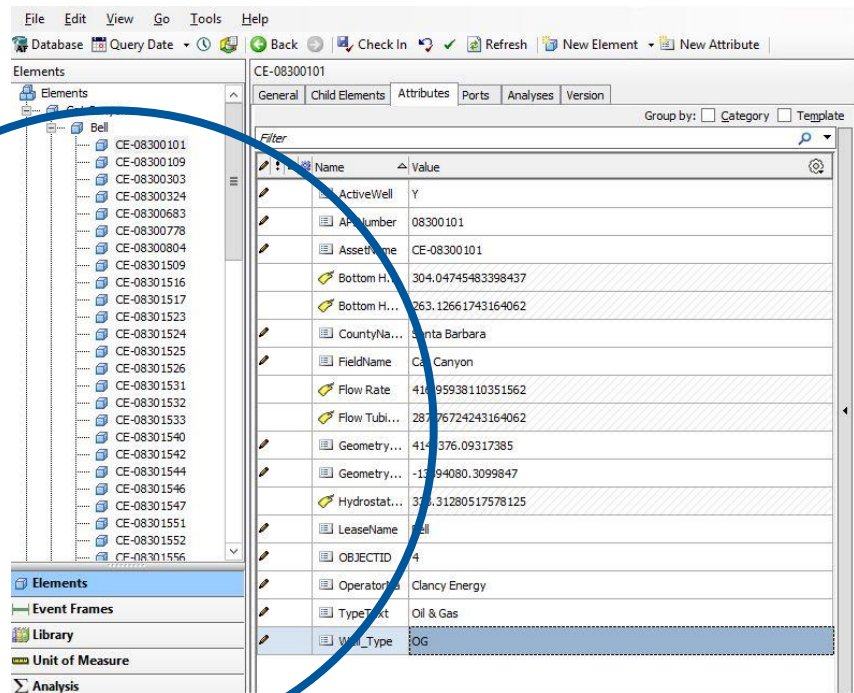 File Edit View Go Tools Help
Database Query Date Back Check In Refresh New Element New Attribute
Elements
Elements
Bell
CE-08300101
CE-08300109
CE-08300303
CE-08300324
CE-08300683
CE-08300778
CE-08300804
CE-08301509
CE-08301516
CE-08301517
CE-08301523
CE-08301524
CE-08301525
CE-08301526
CE-08301531
CE-08301532
CE-08301533
CE-08301540
CE-08301542
CE-08301544
CE-08301546
CE-08301547
CE-08301551
CE-08301552
CE-08301556
Elements
Event Frames
Library
Unit of Measure
Analysis
CE-08300101
General Child Elements Attributes Ports Analyses Version
Group by: Category Template
Filter
Name Value
ActiveWell Y
Number 08300101
CE-08300101
Bottom H... 304.04745483398437
Bottom H... 263.12661743164062
CountyNa... Santa Barbara
FieldName Canyon
Flow Rate
Flow Tubi...
Geometry...
Geometry...
Hydrostat...
LeaseName
OBJECTID 4
Clancy Energy
Oil & Gas
OG